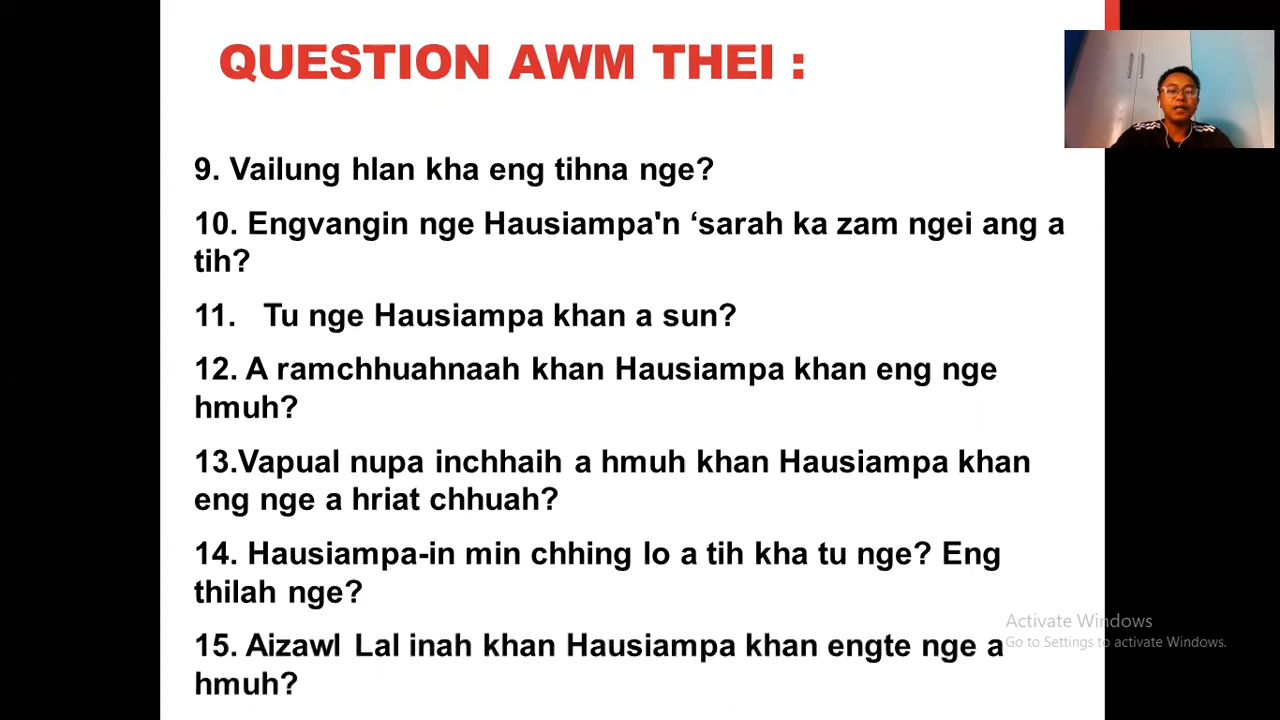 QUESTION AWM THEI :
9. Vailung hlan kha eng tihna nge?
10. Engvangin nge Hausiampa'n ‘sarah ka zam ngei ang a
tih?
11. Tu nge Hausiampa khan a sun?
12. A ramchhuahnaah khan Hausiampa khan eng nge
hmuh?
13.Vapual nupa inchhaih a hmuh khan Hausiampa khan
eng nge a hriat chhuah?
14. Hausiampa-in min chhing lo a tih kha tu nge? Eng
thilah nge?
15. Aizawl Lal inah khan Hausiampa khan engte nge a
hmuh?
Activate Windows
Go to Settings to activate Windows.